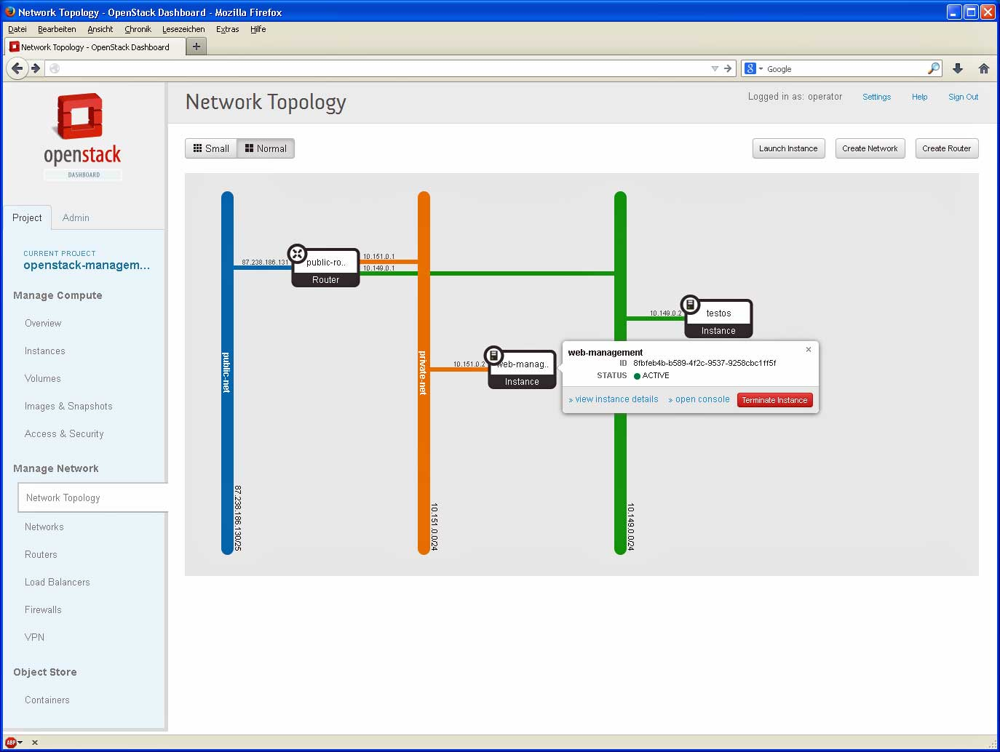 Network Topology - OpenStack Dashboard - Mozilla Firefox
Datei Bearbeiten Ansicht Chronik Lesezeichen Extras Hilfe
Network Topology - OpenStack Dashboard
8 Google
openstack
DASHBOARD
Network Topology
Logged in as: operator Settings Help Sign Out
Small Normal
Launch Instance Create Network Create Router
Project Admin
CURRENT PROJECT
openstack-managem...
Manage Compute
Overview
Instances
Volumes
Images & Snapshots
Access & Security
Manage Network
Network Topology
Networks
Routers
Load Balancers
Firewalls
VPN
Object Store
Containers
87.238.186.131
public-ro..
Router
10.151.0.1
10.149.0.1
10.149.0.2
testos
Instance
10.151.0.2
web-manag..
Instance
web-management
ID 8fbfeb4b-b589-4f2c-9537-9258cbc1ff5f
STATUS ACTIVE
» view instance details » open console Terminate Instance
public-net
private-net
87.238.186.130/25
10.151.0.0/24
10.149.0.0/24
ABP